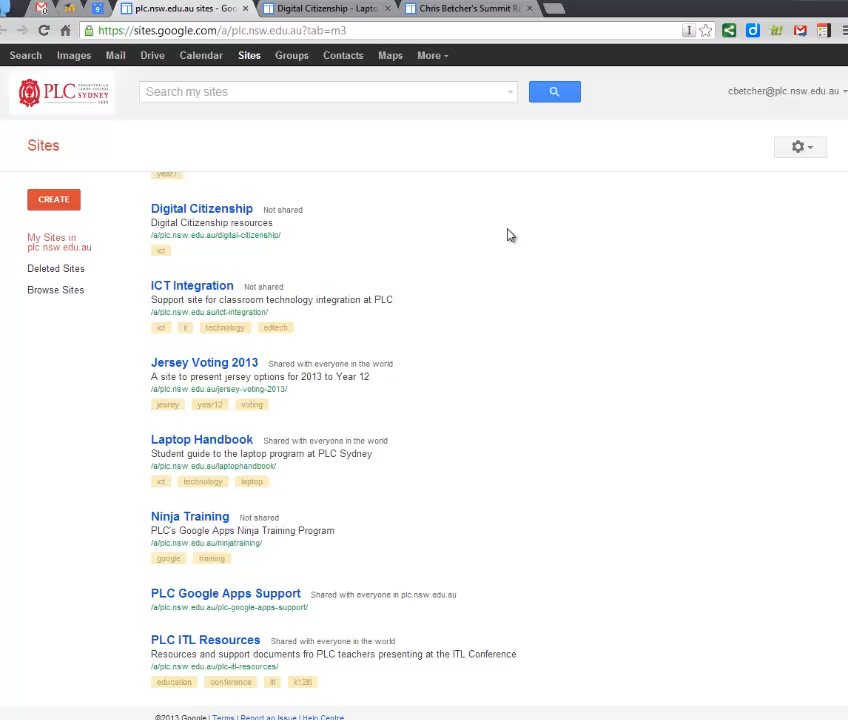 plc.nsw.edu.au sites - Goo
Digital Citizenship - Lapto
Chris Betcher's Summit R
https://sites.google.com/a/plc.nsw.edu.au/?tab=m3
Search Images Mail Drive Calendar Sites Groups Contacts Maps More
PLC SYDNEY
Search my sites
cbetcher@plc.nsw.edu.au
Sites
CREATE
My Sites in
plc.nsw.edu.au
Deleted Sites
Browse Sites
year7
Digital Citizenship Not shared
Digital Citizenship resources
/a/plc.nsw.edu.au/digital-citizenship/
ict
ICT Integration Not shared
Support site for classroom technology integration at PLC
/a/plc.nsw.edu.au/ict-integration/
ict it technology edtech
Jersey Voting 2013 Shared with everyone in the world
A site to present jersey options for 2013 to Year 12
/a/plc.nsw.edu.au/jersey-voting-2013/
jesrey year12 voting
Laptop Handbook Shared with everyone in the world
Student guide to the laptop program at PLC Sydney
/a/plc.nsw.edu.au/laptophandbook/
ict technology laptop
Ninja Training Not shared
PLC's Google Apps Ninja Training Program
/a/plc.nsw.edu.au/ninjatraining/
google training
PLC Google Apps Support Shared with everyone in plc.nsw.edu.au
/a/plc.nsw.edu.au/plc-google-apps-support/
PLC ITL Resources Shared with everyone in the world
Resources and support documents fro PLC teachers presenting at the ITL Conference
/a/plc.nsw.edu.au/plc-itl-resources/
education conference itl k12itl
©2013 Google | Terms | Report an Issue | Help Centre